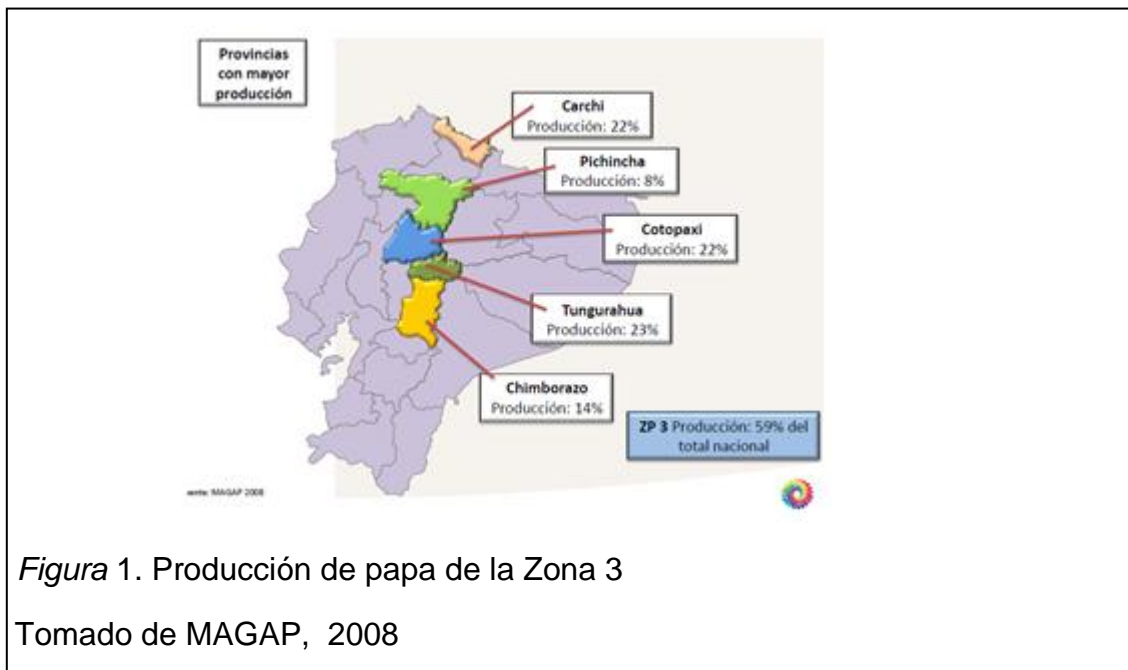 Provincias
con mayor
producción
Carchi
Producción: 22%
Pichincha
Producción: 8%
Cotopaxi
Producción: 22%
Tungurahua
Producción: 23%
Chimborazo
Producción: 14%
ZP 3 Producción: 59% del
total nacional
MAGAP 2008
Figura 1. Producción de papa de la Zona 3
Tomado de MAGAP, 2008